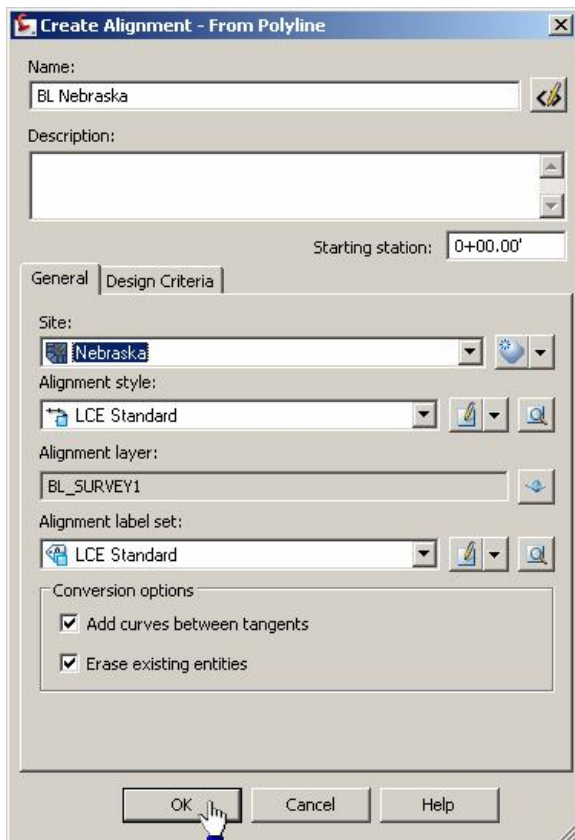 Create Alignment - From Polyline
Name:
BL Nebraska
Description:
Starting station: 0+00.00'
General Design Criteria
Site:
Nebraska
Alignment style:
LCE Standard
Alignment layer:
BL_SURVEY1
Alignment label set:
LCE Standard
Conversion options
Add curves between tangents
Erase existing entities
OK Cancel Help